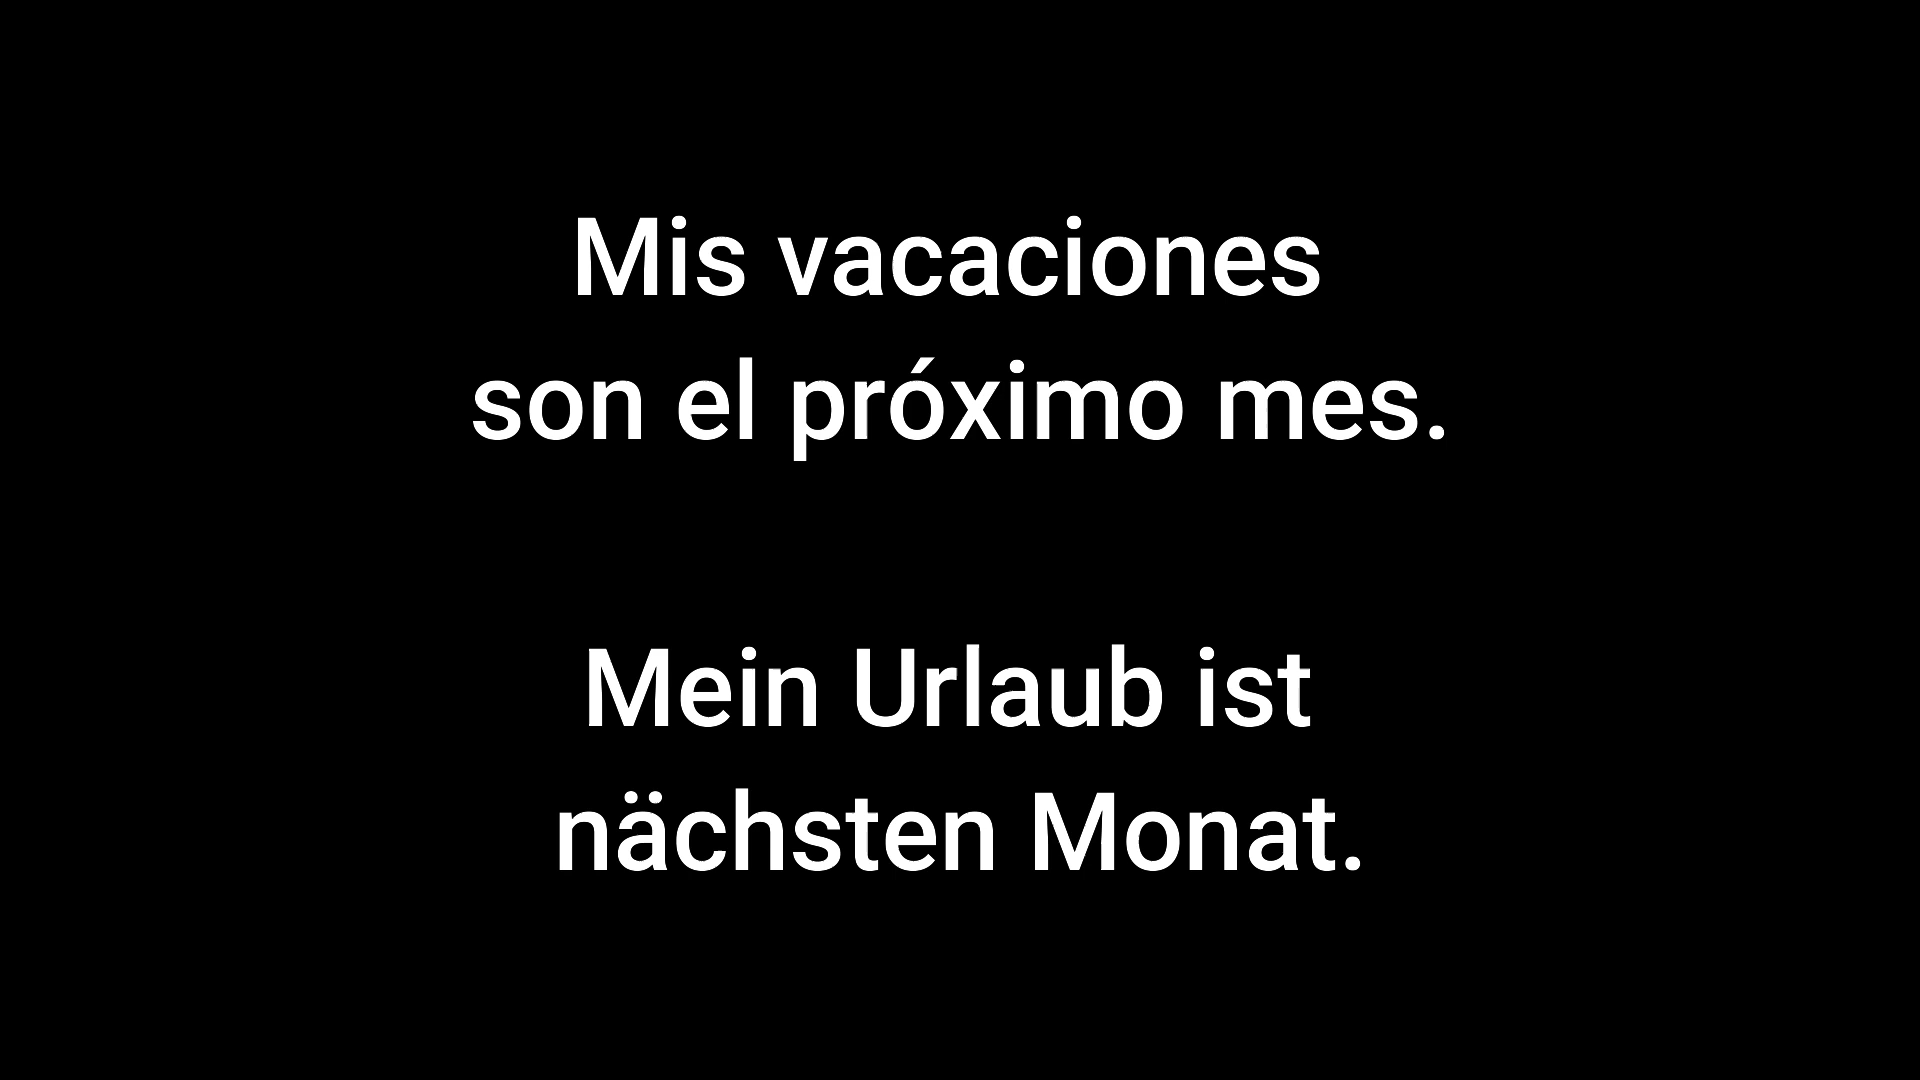 Mis vacaciones
son el próximo mes.
Mein Urlaub ist
nächsten Monat.